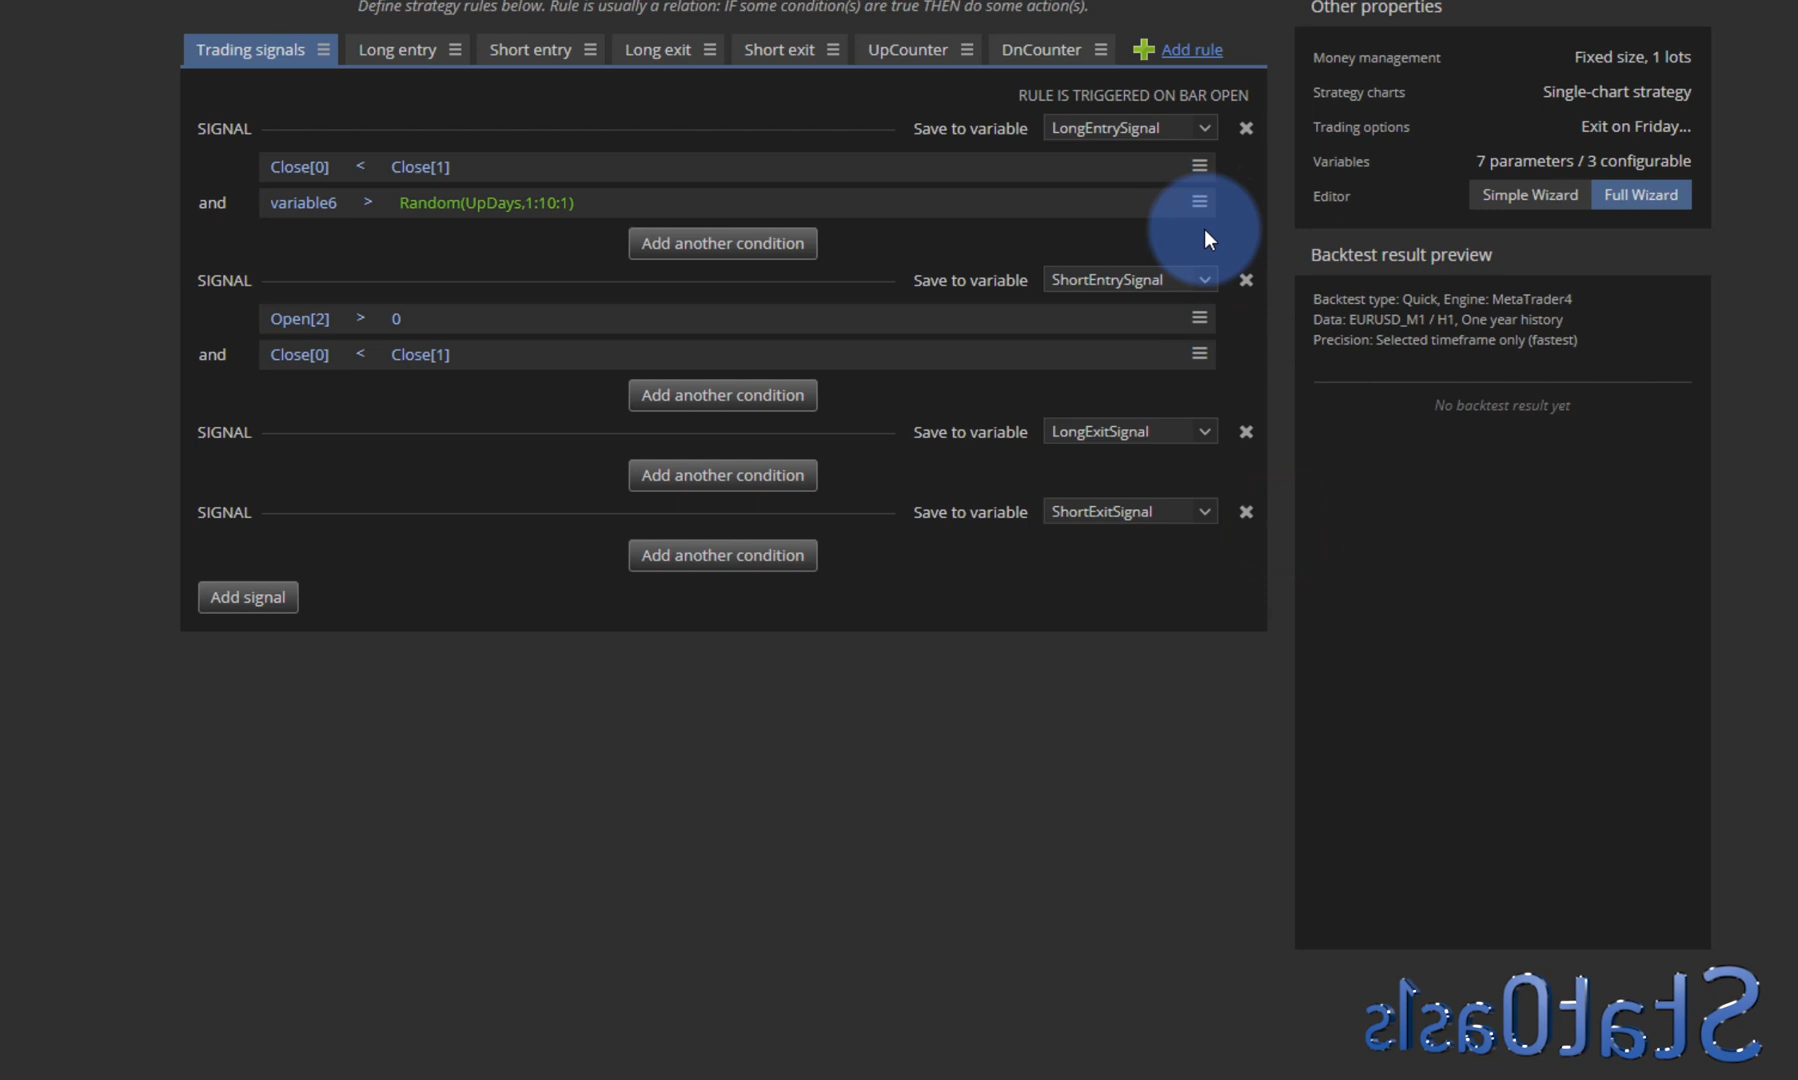 Define strategy rules below. Rule is usually a relation: IF some condition(s) are true THEN do some action(s).
Trading signals Long entry Short entry Long exit Short exit UpCounter DnCounter Add rule
RULE IS TRIGGERED ON BAR OPEN
SIGNAL Save to variable LongEntrySignal
Close[0] < Close[1]
and variable6 > Random(UpDays,1:10:1)
Add another condition
SIGNAL Save to variable ShortEntrySignal
Open[2] > 0
and Close[0] < Close[1]
Add another condition
SIGNAL Save to variable LongExitSignal
Add another condition
SIGNAL Save to variable ShortExitSignal
Add another condition
Add signal
Other properties
Money management Fixed size, 1 lots
Strategy charts Single-chart strategy
Trading options Exit on Friday...
Variables 7 parameters / 3 configurable
Editor Simple Wizard Full Wizard
Backtest result preview
Backtest type: Quick, Engine: MetaTrader4
Data: EURUSD_M1 / H1, One year history
Precision: Selected timeframe only (fastest)
No backtest result yet
StatOasis